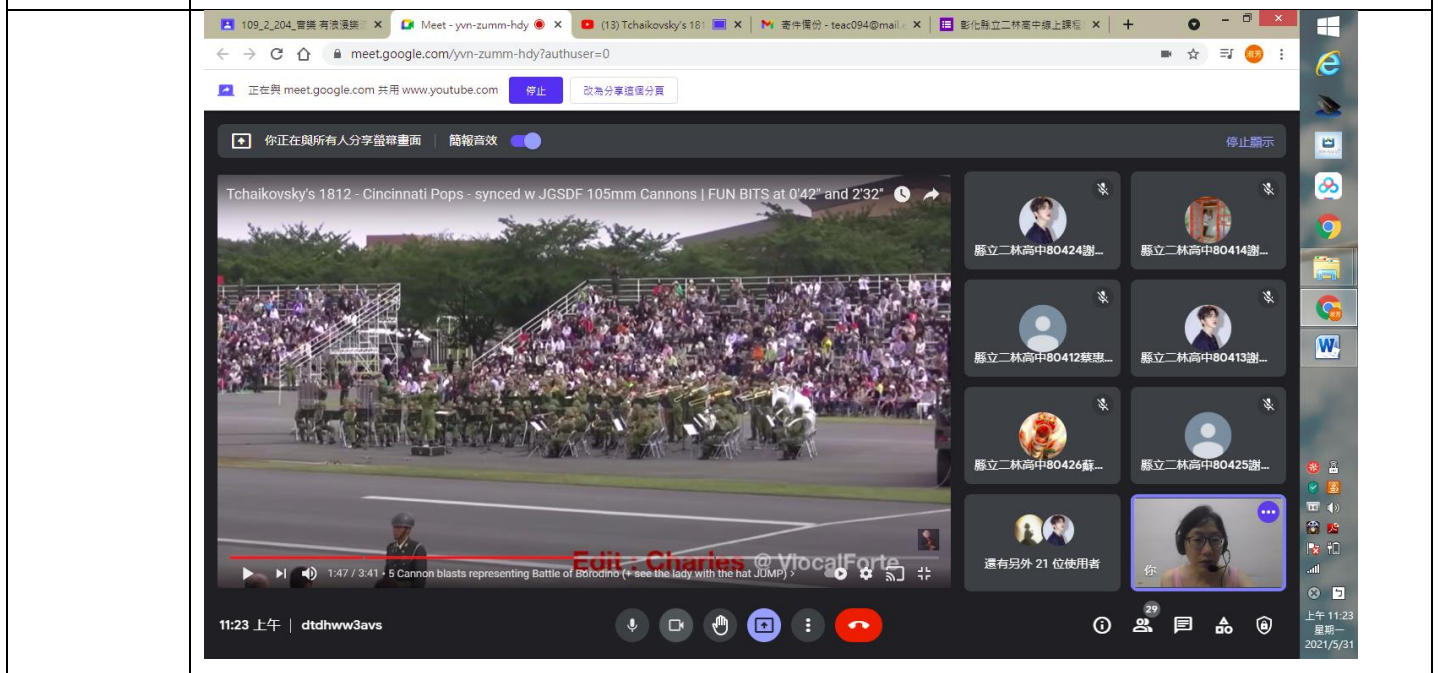 109_2_204_音樂 有浪漫樂
Meet - yvn-zumm-hdy
(13) Tchaikovsky's 181
寄件備份 - teac094@mail.
彰化縣立二林高中線上課程
meet.google.com/yvn-zumm-hdy?authuser=0
正在與 meet.google.com 共用 www.youtube.com
停止
改為分享這個分頁
你正在與所有人分享螢幕畫面
簡報音效
停止顯示
Tchaikovsky's 1812 - Cincinnati Pops - synced w JGSDF 105mm Cannons | FUN BITS at 0'42" and 2'32"
縣立二林高中80424謝...
縣立二林高中80414謝...
縣立二林高中80412蔡惠...
縣立二林高中80413謝...
縣立二林高中80426蘇...
縣立二林高中80425謝...
還有另外 21 位使用者
你
Edit : Charles @ VlocalForte
1:47 / 3:41 • 5 Cannon blasts representing Battle of Borodino (+ see the lady with the hat JUMP) >
11:23 上午 | dtdhww3avs
29
上午 11:23
星期一
2021/5/31